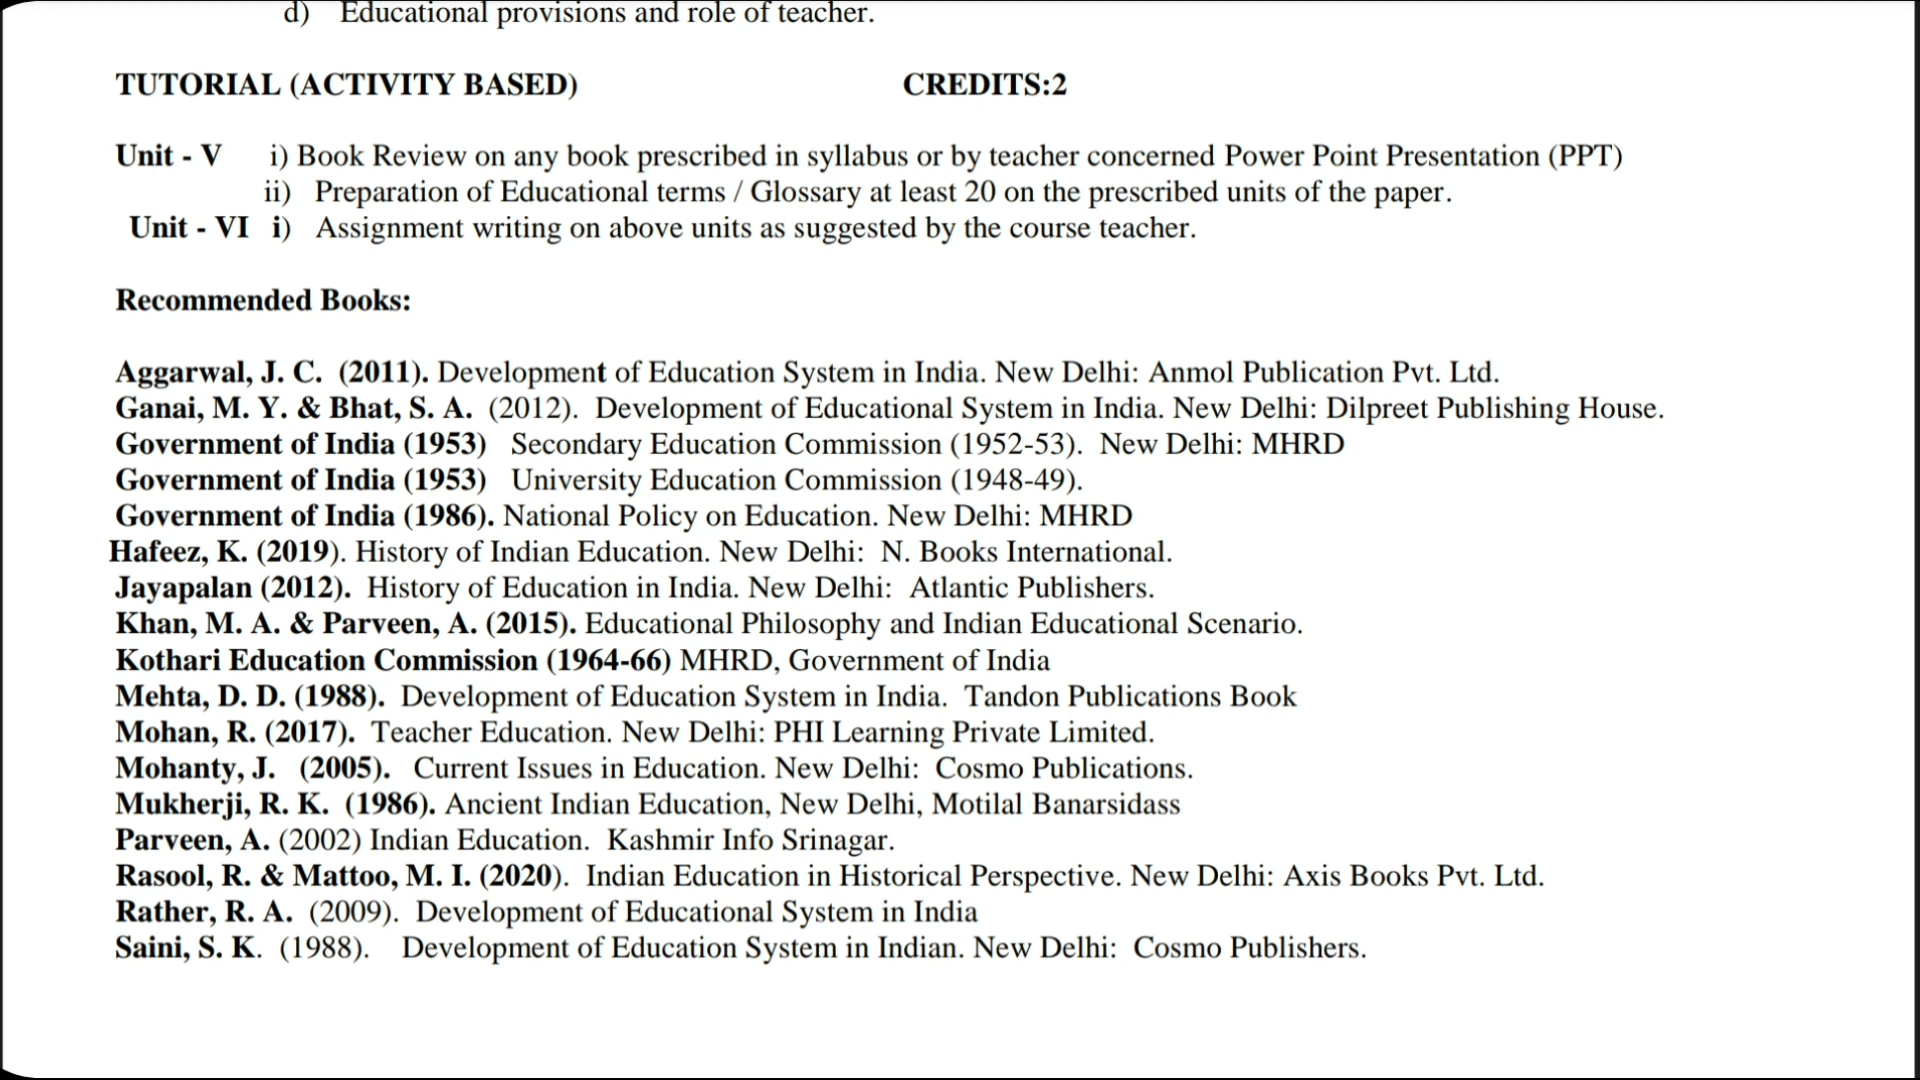 d) Educational provisions and role of teacher.
TUTORIAL (ACTIVITY BASED) CREDITS:2
Unit - V i) Book Review on any book prescribed in syllabus or by teacher concerned Power Point Presentation (PPT)
ii) Preparation of Educational terms / Glossary at least 20 on the prescribed units of the paper.
Unit - VI i) Assignment writing on above units as suggested by the course teacher.
Recommended Books:
Aggarwal, J. C. (2011). Development of Education System in India. New Delhi: Anmol Publication Pvt. Ltd.
Ganai, M. Y. & Bhat, S. A. (2012). Development of Educational System in India. New Delhi: Dilpreet Publishing House.
Government of India (1953) Secondary Education Commission (1952-53). New Delhi: MHRD
Government of India (1953) University Education Commission (1948-49).
Government of India (1986). National Policy on Education. New Delhi: MHRD
Hafeez, K. (2019). History of Indian Education. New Delhi: N. Books International.
Jayapalan (2012). History of Education in India. New Delhi: Atlantic Publishers.
Khan, M. A. & Parveen, A. (2015). Educational Philosophy and Indian Educational Scenario.
Kothari Education Commission (1964-66) MHRD, Government of India
Mehta, D. D. (1988). Development of Education System in India. Tandon Publications Book
Mohan, R. (2017). Teacher Education. New Delhi: PHI Learning Private Limited.
Mohanty, J. (2005). Current Issues in Education. New Delhi: Cosmo Publications.
Mukherji, R. K. (1986). Ancient Indian Education, New Delhi, Motilal Banarsidass
Parveen, A. (2002) Indian Education. Kashmir Info Srinagar.
Rasool, R. & Mattoo, M. I. (2020). Indian Education in Historical Perspective. New Delhi: Axis Books Pvt. Ltd.
Rather, R. A. (2009). Development of Educational System in India
Saini, S. K. (1988). Development of Education System in Indian. New Delhi: Cosmo Publishers.